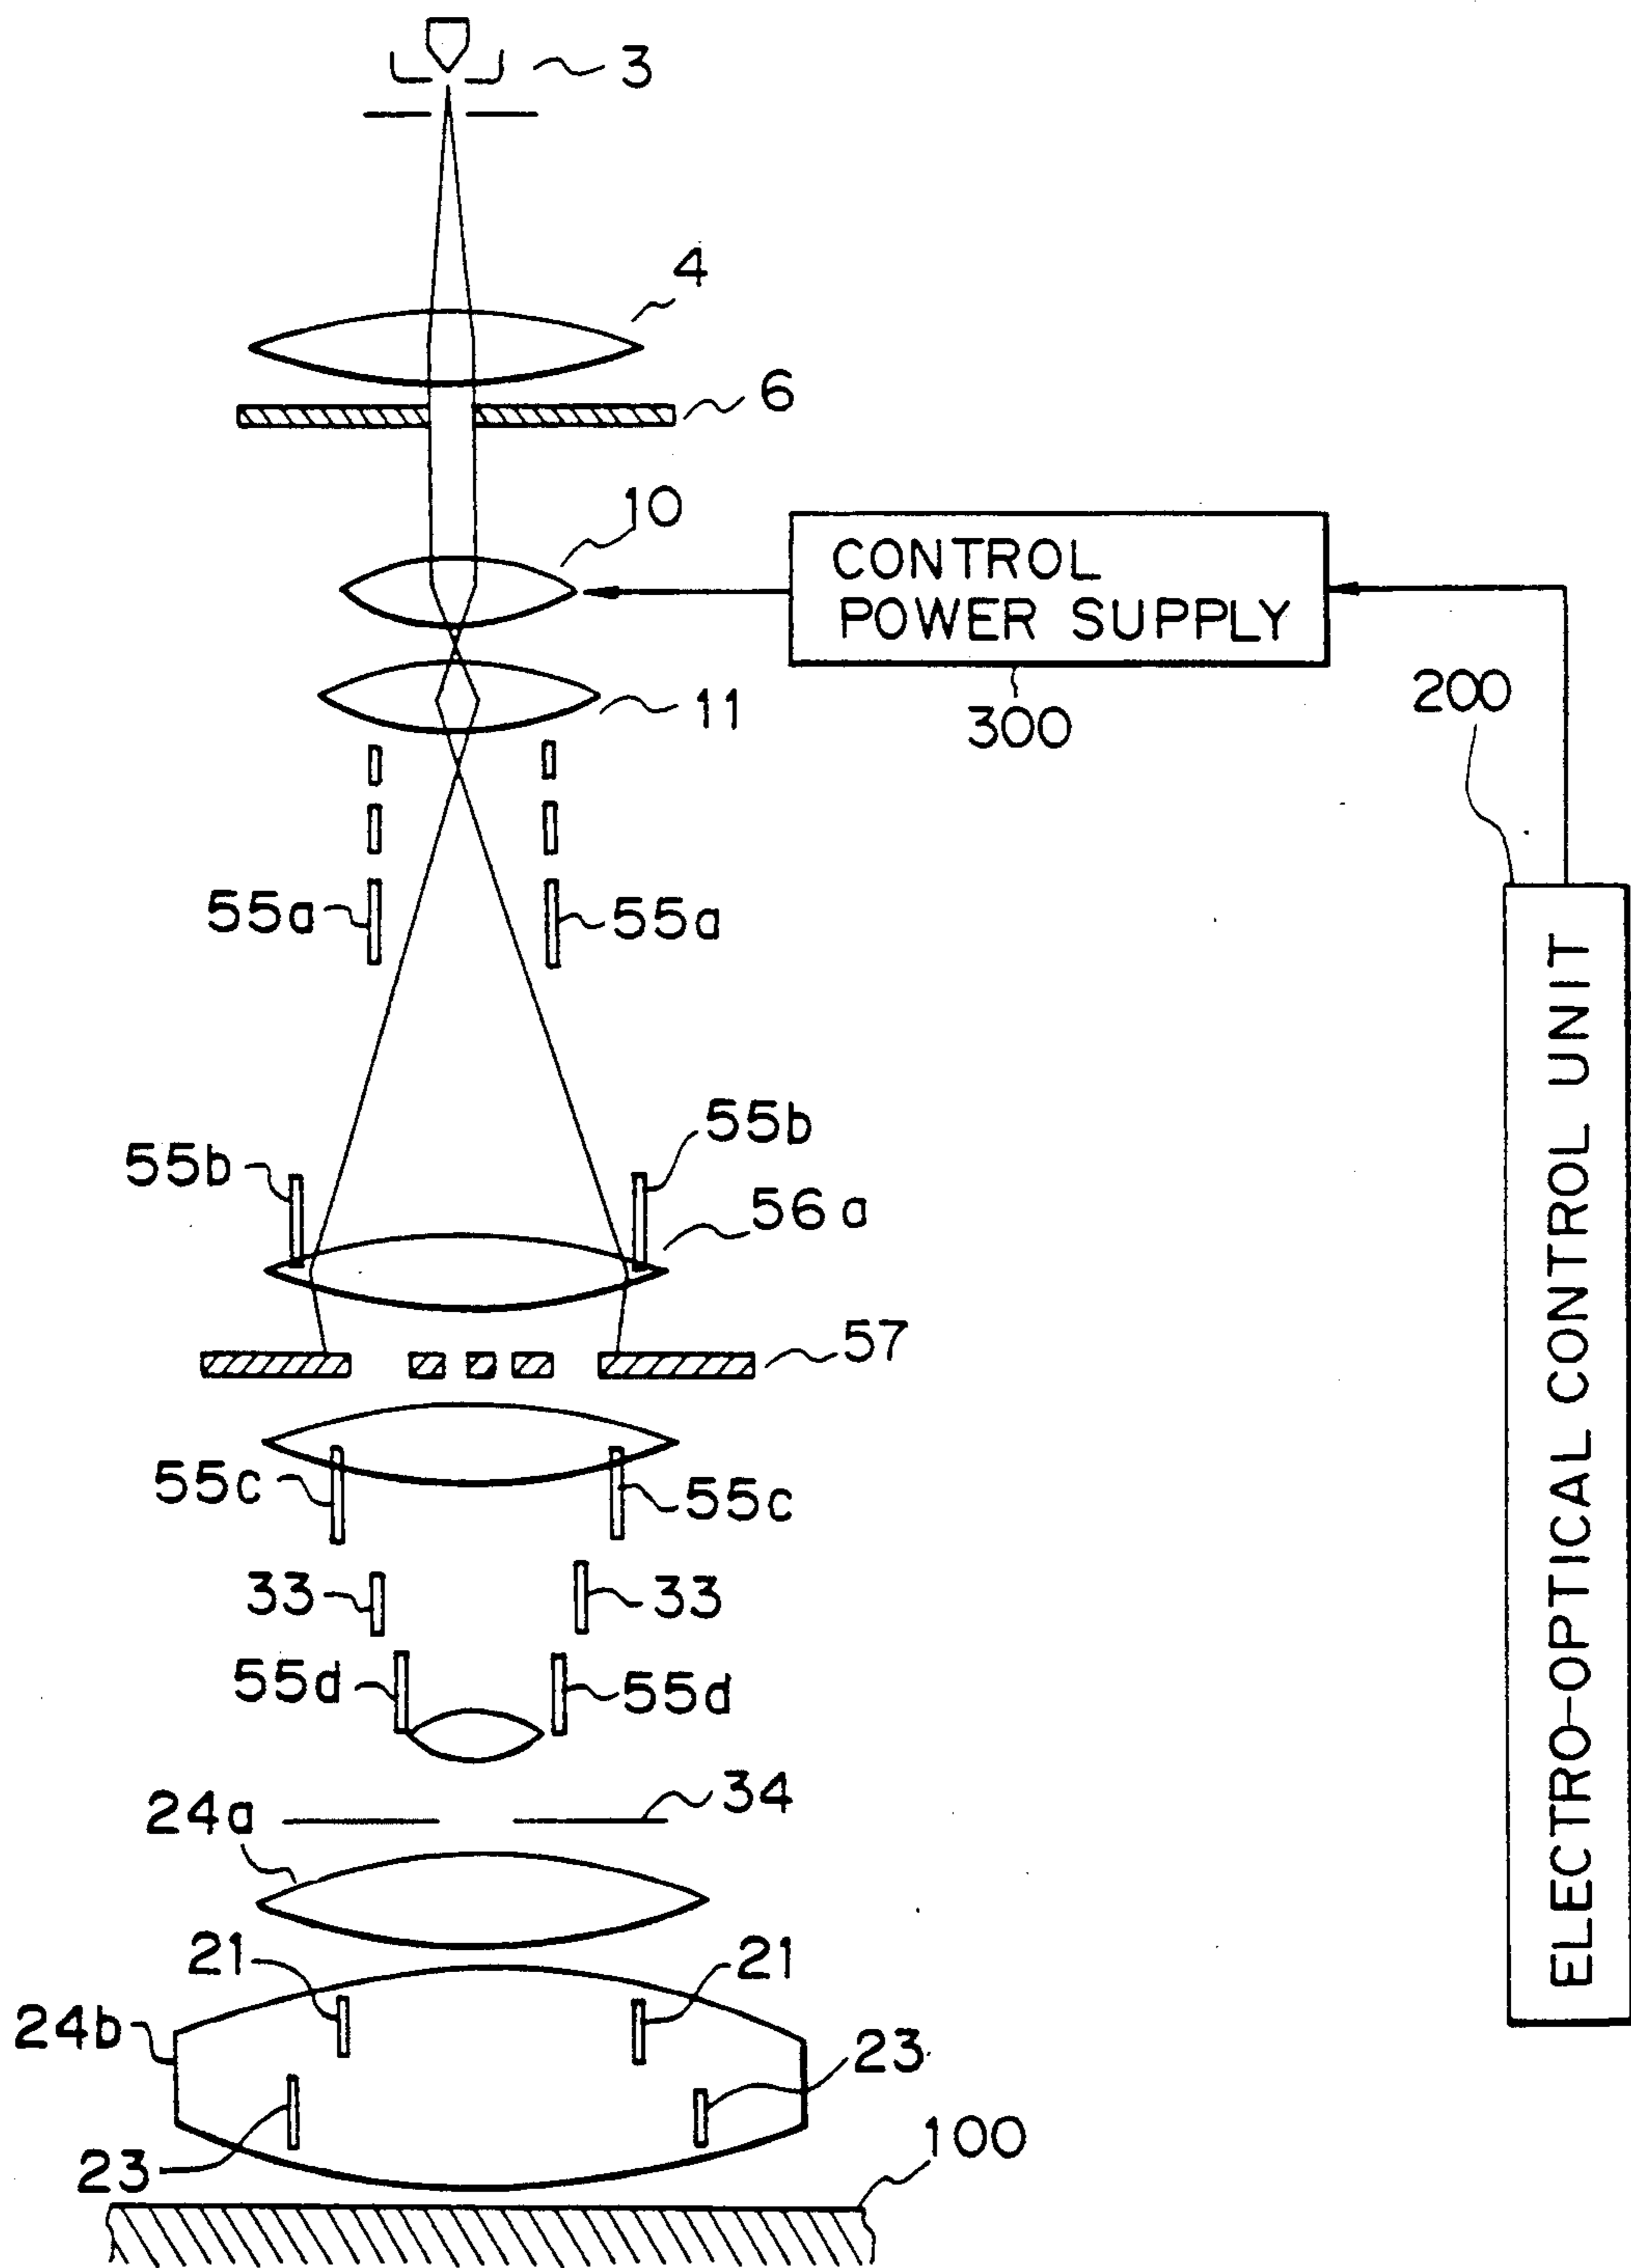 3
4
6
10
CONTROL
POWER SUPPLY
300
11
200
55a
55a
ELECTRO-OPTICAL CONTROL UNIT
55b
55b
56a
57
55c
55c
33
33
55d
55d
34
24a
21
21
24b
23
23
100